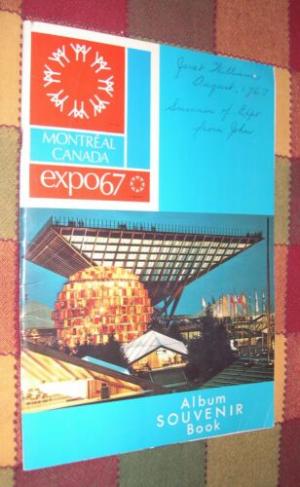 Janet Williams
August, 1967
Souvenir of Expo
from John
MONTRÉAL
CANADA
expo67
Album
SOUVENIR
Book